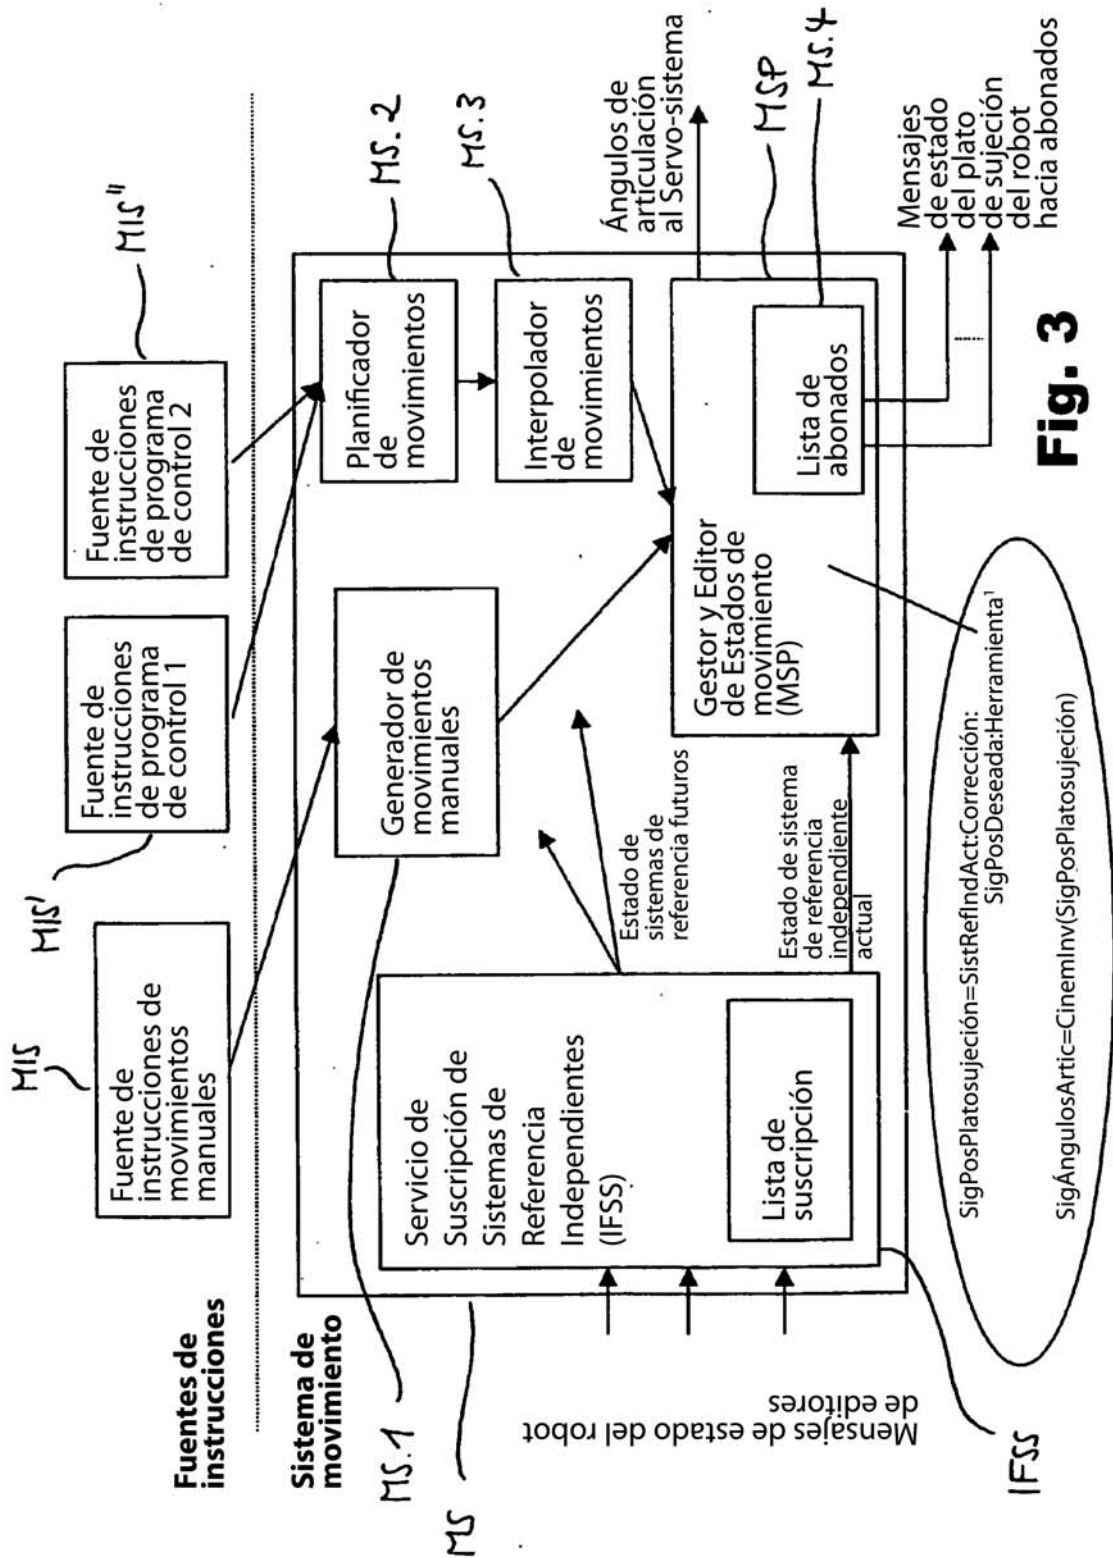 Fuentes de
instrucciones
MIS
Fuente de
instrucciones de
movimientos
manuales
MIS'
Fuente de
instrucciones
de programa
de control 1
MIS"
Fuente de
instrucciones
de programa
de control 2
Sistema de
movimiento
MS.1
MS
Generador de
movimientos
manuales
Planificador
de
movimientos
MS.2
Interpolador
de
movimientos
MS.3
Servicio de
Suscripción de
Sistemas de
Referencia
Independientes
(IFSS)
Lista de
suscripción
Estado de
sistemas de
referencia futuros
Estado de sistema
de referencia
independiente
actual
Gestor y Editor
de Estados de
movimiento
(MSP)
Lista de
abonados
Ángulos de
articulación
al Servo-sistema
MSP
MS.4
Mensajes
de estado
del plato
de sujeción
del robot
hacia abonados
Mensajes de estado del robot
de editores
IFSS
SigPosPlatosujeción=SistRefIndAct:Corrección:
SigPosDeseada:Herramienta¹
SigÁngulosArtic=CinemInv(SigPosPlatosujeción)
Fig. 3